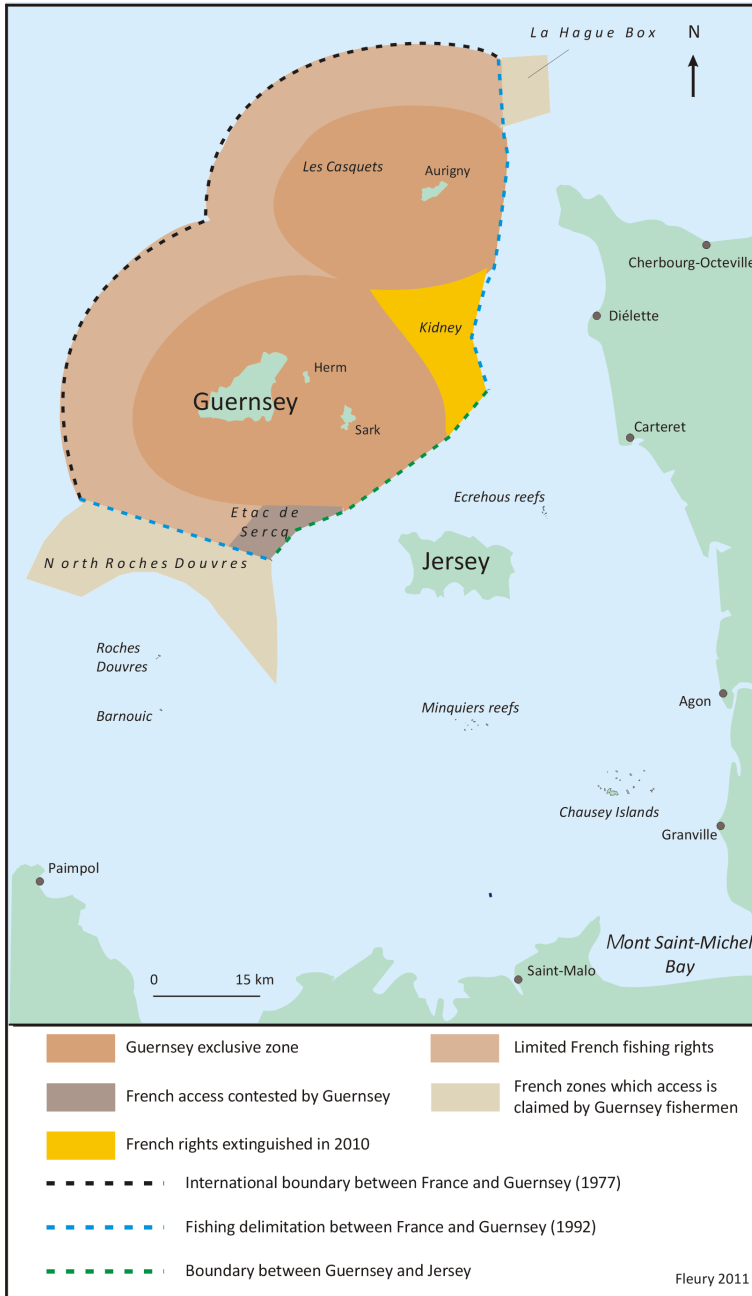 La Hague Box
N
Les Casquets
Aurigny
Cherbourg-Octeville
Kidney
Diélette
Herm
Guernsey
Sark
Carteret
Etac de
Sercq
Ecrehous reefs
North Roches Douvres
Jersey
Roches
Douvres
Barnouic
Minquiers reefs
Agon
Chausey Islands
Granville
Paimpol
Mont Saint-Michel
Bay
Saint-Malo
0 15 km
Guernsey exclusive zone
Limited French fishing rights
French access contested by Guernsey
French zones which access is
claimed by Guernsey fishermen
French rights extinguished in 2010
International boundary between France and Guernsey (1977)
Fishing delimitation between France and Guernsey (1992)
Boundary between Guernsey and Jersey
Fleury 2011